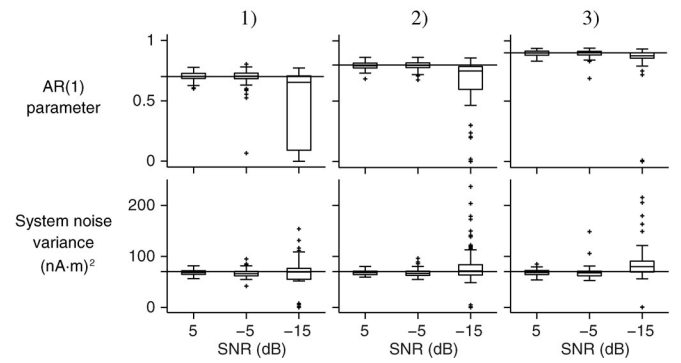 1) 2) 3)
1
AR(1)
parameter
0.5
0
System noise
variance
(nA·m)²
200
100
0
5 −5 −15 5 −5 −15 5 −5 −15
SNR (dB) SNR (dB) SNR (dB)